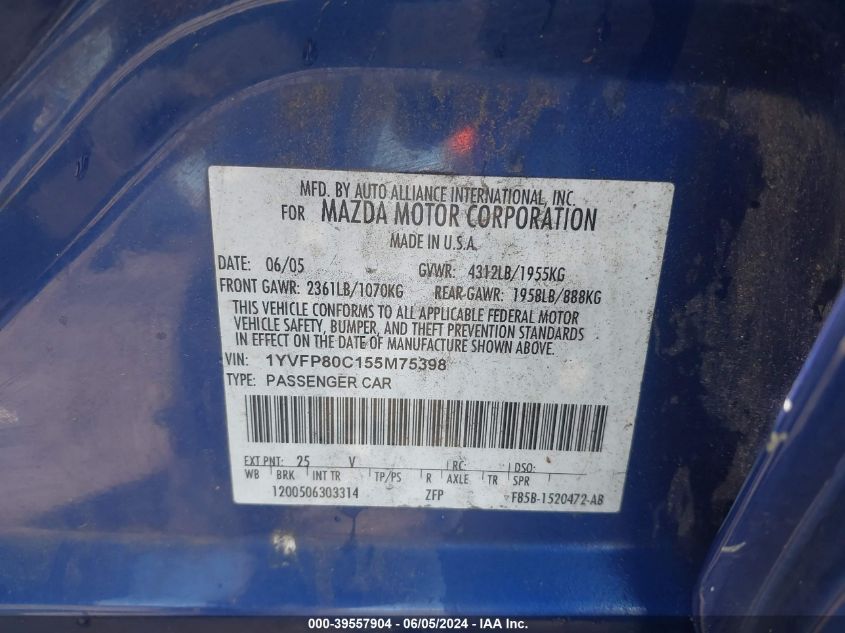 MFD. BY AUTO ALLIANCE INTERNATIONAL, INC.
FOR MAZDA MOTOR CORPORATION
MADE IN U.S.A.
DATE: 06/05 GVWR: 4312LB/1955KG
FRONT GAWR: 2361LB/1070KG REAR-GAWR: 1958LB/888KG
THIS VEHICLE CONFORMS TO ALL APPLICABLE FEDERAL MOTOR
VEHICLE SAFETY, BUMPER, AND THEFT PREVENTION STANDARDS
IN EFFECT ON THE DATE OF MANUFACTURE SHOWN ABOVE.
VIN: 1YVFP80C155M75398
TYPE: PASSENGER CAR
EXT PNT: 25 V RC: DSO:
WB BRK INT TR TP/PS R AXLE TR SPR
1200506303314 ZFP F85B-1520472-AB
000-39557904 - 06/05/2024 - IAA Inc.